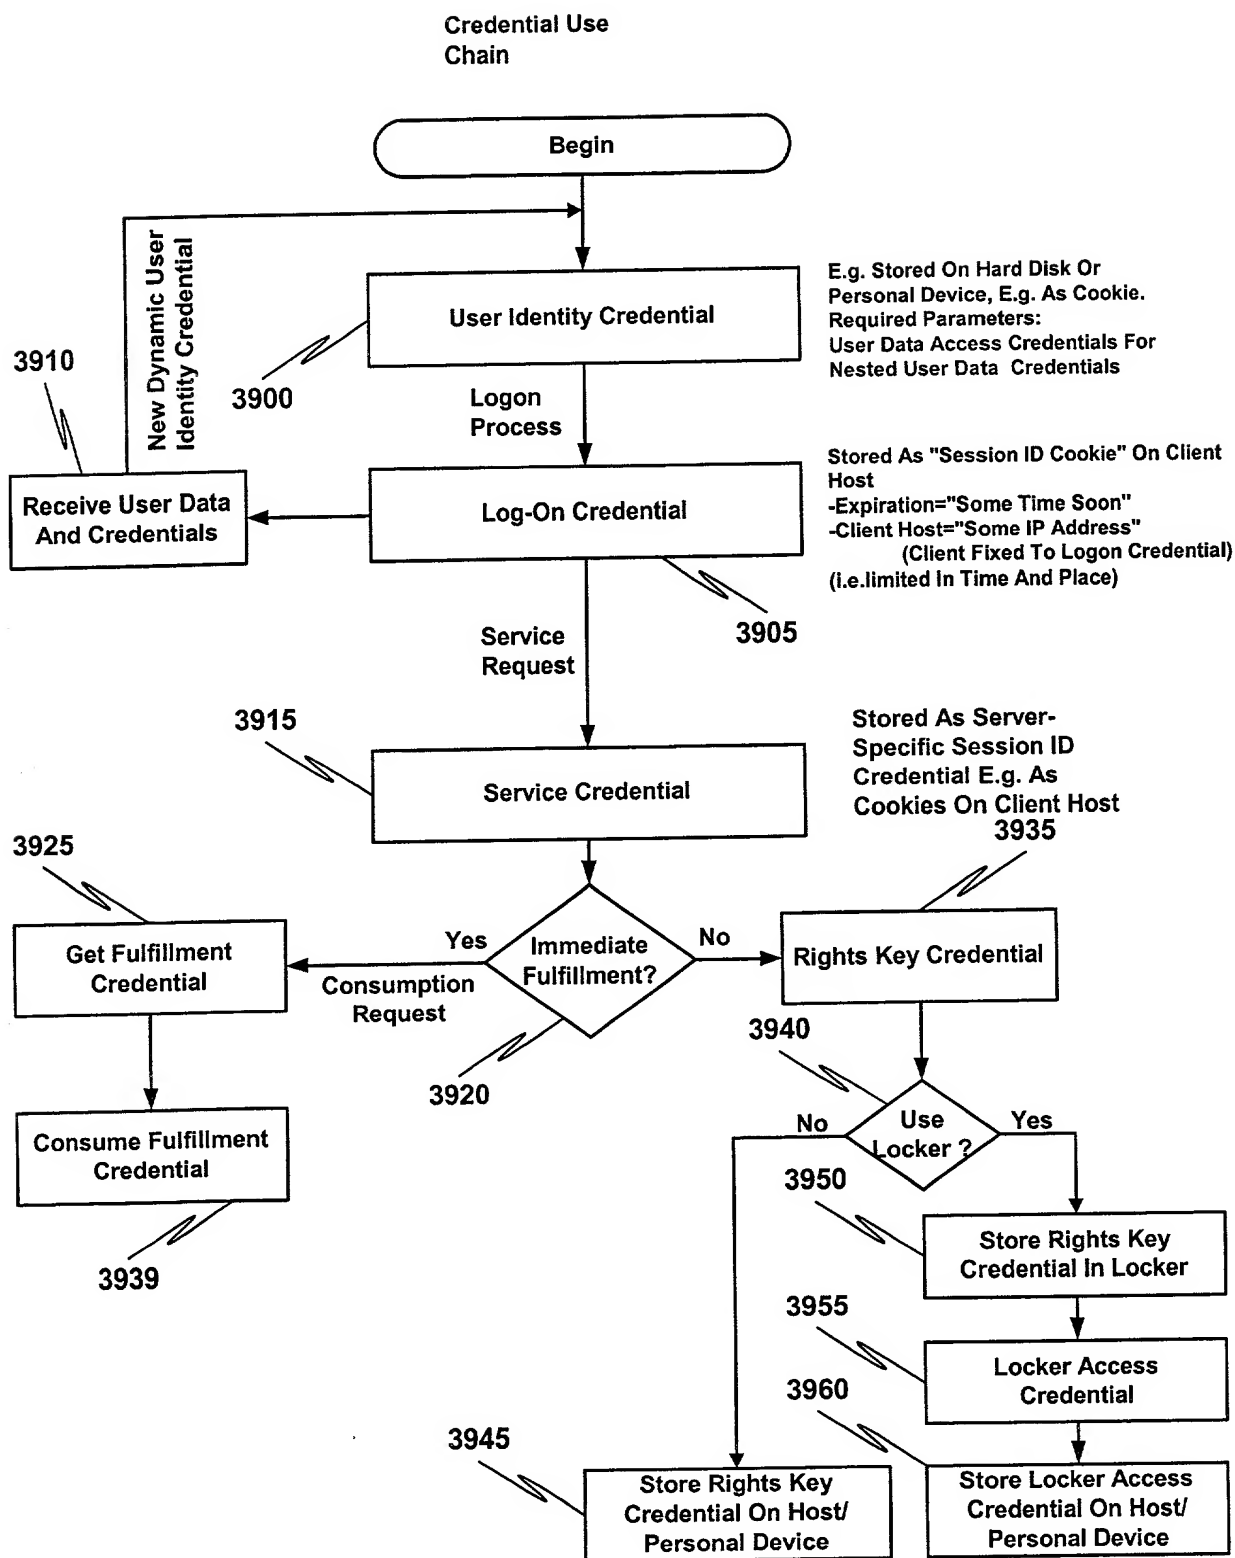 Credential Use
Chain
Begin
New Dynamic User
Identity Credential
User Identity Credential
E.g. Stored On Hard Disk Or
Personal Device, E.g. As Cookie.
Required Parameters:
User Data Access Credentials For
Nested User Data Credentials
3910
3900
Logon
Process
Receive User Data
And Credentials
Log-On Credential
Stored As "Session ID Cookie" On Client
Host
-Expiration="Some Time Soon"
-Client Host="Some IP Address"
(Client Fixed To Logon Credential)
(i.e.limited In Time And Place)
3905
Service
Request
3915
Service Credential
Stored As Server-
Specific Session ID
Credential E.g. As
Cookies On Client Host
3935
3925
Get Fulfillment
Credential
Yes
Consumption
Request
Immediate
Fulfillment?
No
Rights Key Credential
3920
3940
Consume Fulfillment
Credential
3939
No
Use
Locker ?
Yes
3950
Store Rights Key
Credential In Locker
3955
Locker Access
Credential
3960
3945
Store Rights Key
Credential On Host/
Personal Device
Store Locker Access
Credential On Host/
Personal Device